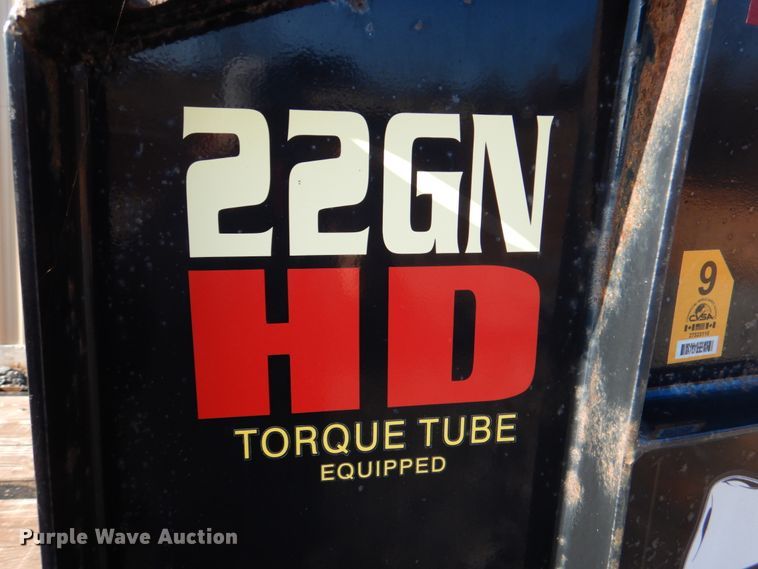 22GN
HD
TORQUE TUBE
EQUIPPED
9
CVSA
Purple Wave Auction